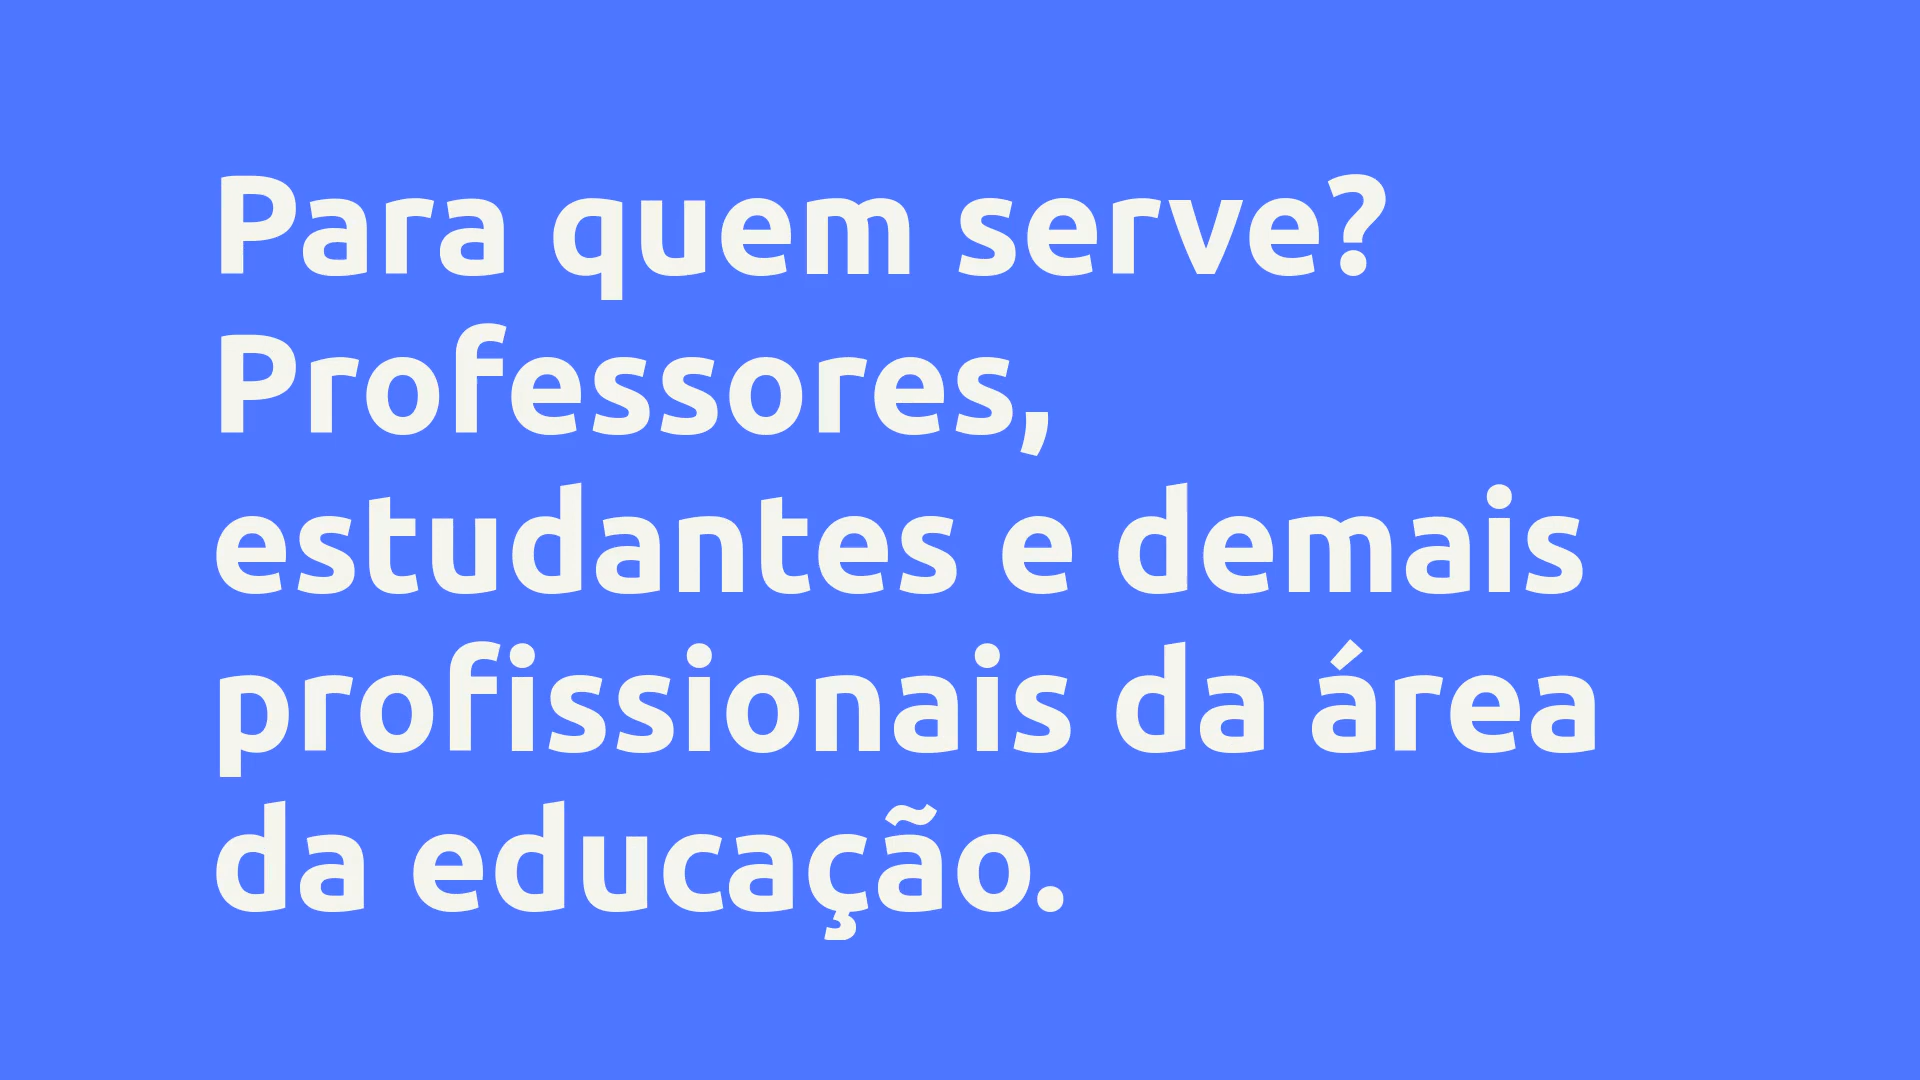 Para quem serve?
Professores,
estudantes e demais
profissionais da área
da educação.